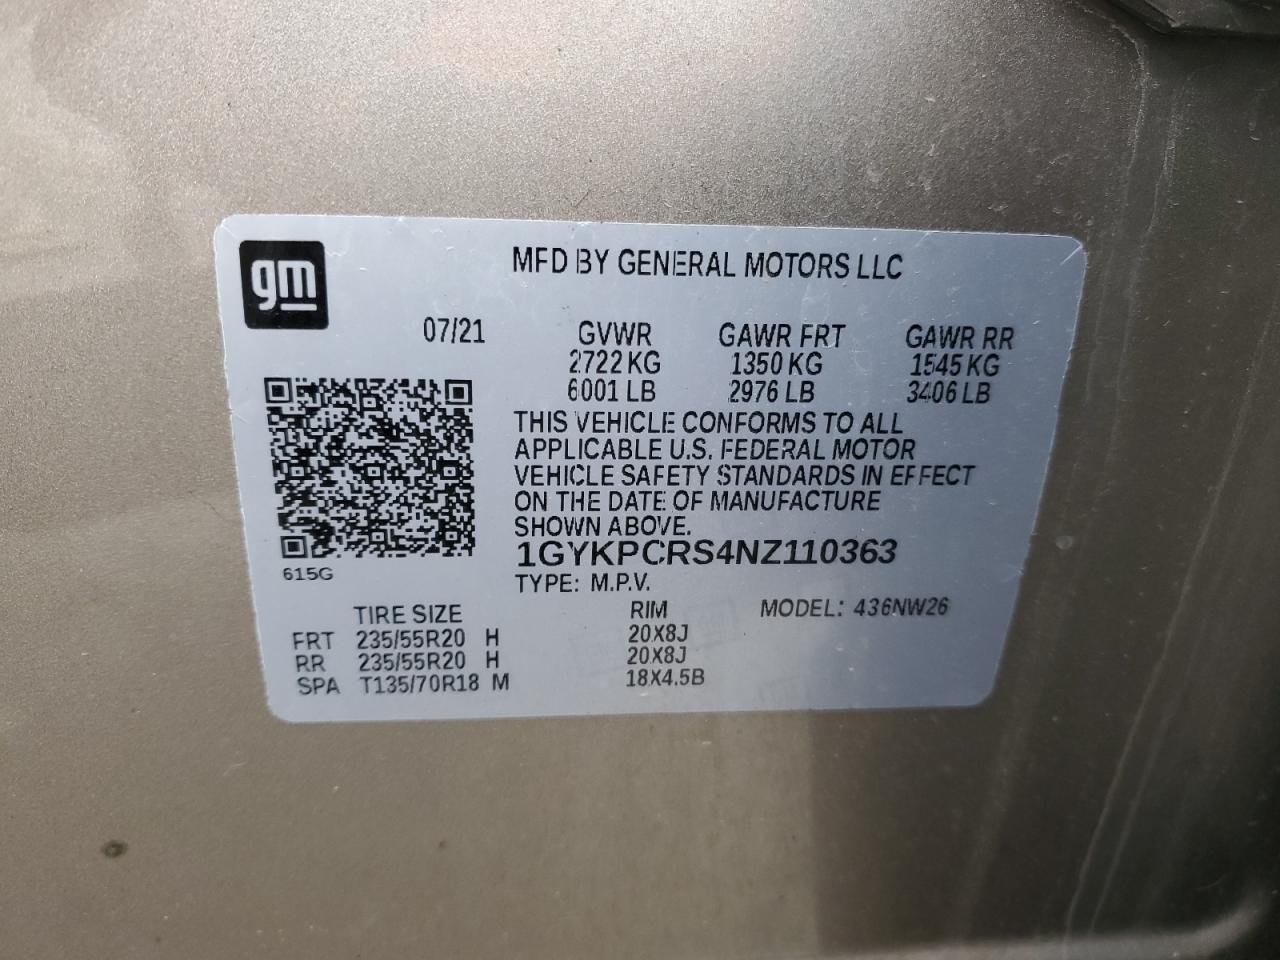 gm
MFD BY GENERAL MOTORS LLC
07/21 GVWR GAWR FRT GAWR RR
2722 KG 1350 KG 1545 KG
6001 LB 2976 LB 3406 LB
THIS VEHICLE CONFORMS TO ALL
APPLICABLE U.S. FEDERAL MOTOR
VEHICLE SAFETY STANDARDS IN EFFECT
ON THE DATE OF MANUFACTURE
SHOWN ABOVE.
1GYKPCRS4NZ110363
615G
TYPE: M.P.V.
TIRE SIZE RIM MODEL: 436NW26
FRT 235/55R20 H 20X8J
RR 235/55R20 H 20X8J
SPA T135/70R18 M 18X4.5B